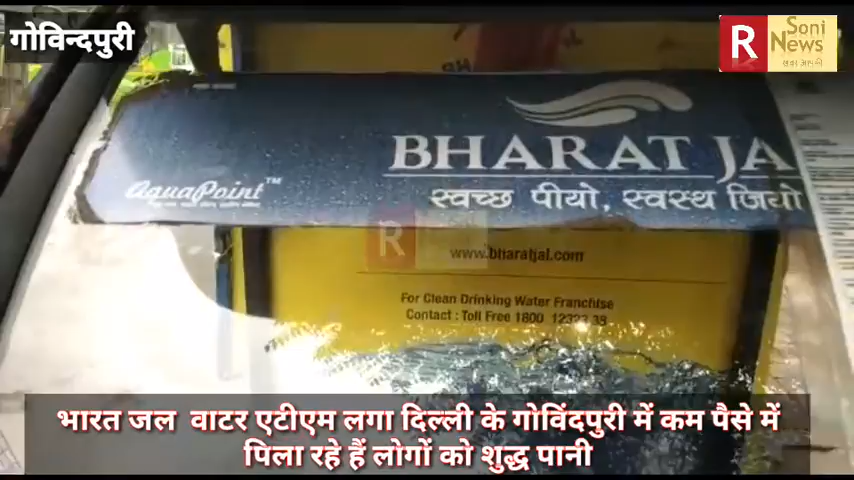 गोविन्दपुरी
R Soni News
AquaPoint™
BHARAT JA
स्वच्छ पीयो, स्वस्थ जियो
R
www.bharatjal.com
For Clean Drinking Water Franchise
Contact : Toll Free 1800
भारत जल वाटर एटीएम लगा दिल्ली के गोविंदपुरी में कम पैसे में
पिला रहे हैं लोगों को शुद्ध पानी